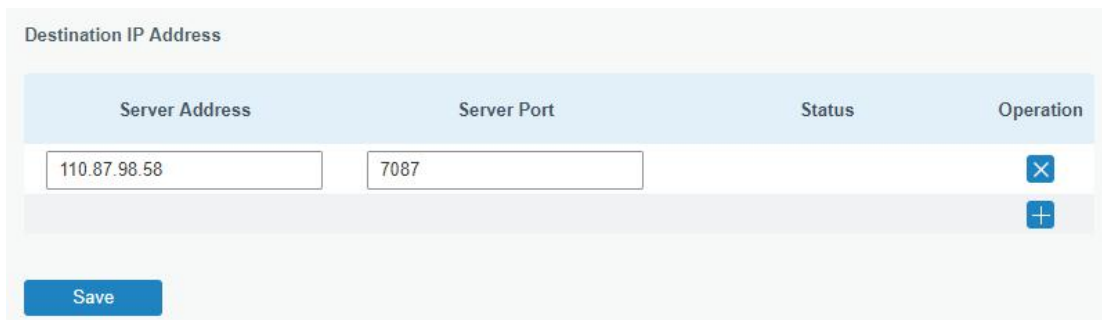 Destination IP Address
Server Address Server Port Status Operation
110.87.98.58 7087
Save